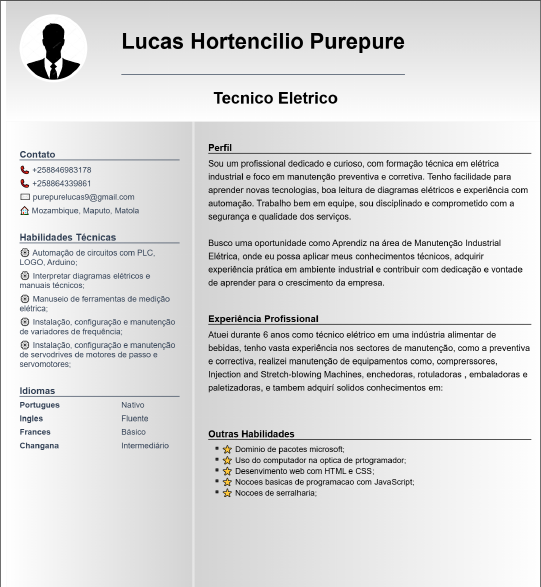 Lucas Hortencilio Purepure
Tecnico Eletrico
Contato
+258846983178
+258864339861
purepurelucas9@gmail.com
Mozambique, Maputo, Matola
Habilidades Técnicas
Automação de circuitos com PLC,
LOGO, Arduino;
Interpretar diagramas elétricos e
manuais técnicos;
Manuseio de ferramentas de medição
elétrica;
Instalação, configuração e manutenção
de variadores de frequência;
Instalação, configuração e manutenção
de servodrives de motores de passo e
servomotores;
Idiomas
Portugues Nativo
Ingles Fluente
Frances Básico
Changana Intermediário
Perfil
Sou um profissional dedicado e curioso, com formação técnica em elétrica
industrial e foco em manutenção preventiva e corretiva. Tenho facilidade para
aprender novas tecnologias, boa leitura de diagramas elétricos e experiência com
automação. Trabalho bem em equipe, sou disciplinado e comprometido com a
segurança e qualidade dos serviços.
Busco uma oportunidade como Aprendiz na área de Manutenção Industrial
Elétrica, onde eu possa aplicar meus conhecimentos técnicos, adquirir
experiência prática em ambiente industrial e contribuir com dedicação e vontade
de aprender para o crescimento da empresa.
Experiência Profissional
Atuei durante 6 anos como técnico elétrico em uma indústria alimentar de
bebidas, tenho vasta experiência nos sectores de manutenção, como a preventiva
e correctiva, realizei manutenção de equipamentos como, comprerssores,
Injection and Stretch-blowing Machines, enchedoras, rotuladoras , embaladoras e
paletizadoras, e tambem adquirí solidos conhecimentos em:
Outras Habilidades
Dominio de pacotes microsoft;
Uso do computador na optica de prtogramador;
Desenvimento web com HTML e CSS;
Nocoes basicas de programacao com JavaScript;
Nocoes de serralharia;